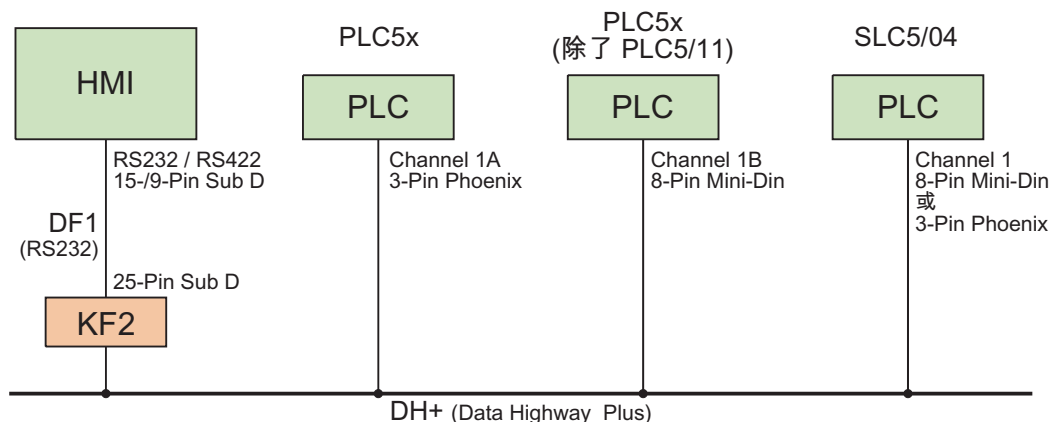 HMI
RS232 / RS422
15-/9-Pin Sub D
DF1
(RS232)
25-Pin Sub D
KF2
PLC5x
PLC
Channel 1A
3-Pin Phoenix
PLC5x
(除了 PLC5/11)
PLC
Channel 1B
8-Pin Mini-Din
SLC5/04
PLC
Channel 1
8-Pin Mini-Din
或
3-Pin Phoenix
DH+ (Data Highway Plus)